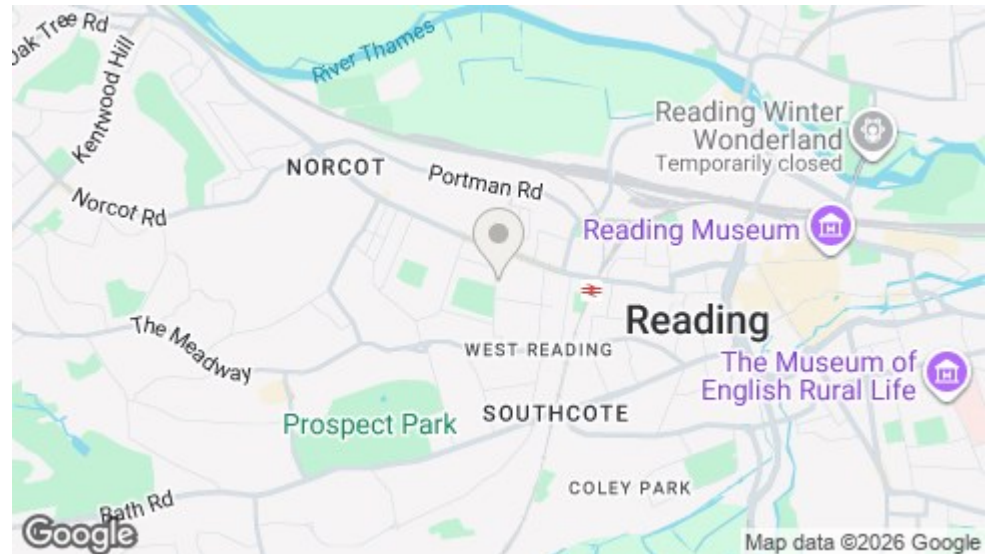 Oak Tree Rd
Kentwood Hill
River Thames
Reading Winter
Wonderland
Temporarily closed
NORCOT
Portman Rd
Norcot Rd
Reading Museum
Reading
The Meadway
WEST READING
The Museum of
English Rural Life
Prospect Park
SOUTHCOTE
COLEY PARK
Bath Rd
Google
Map data ©2026 Google